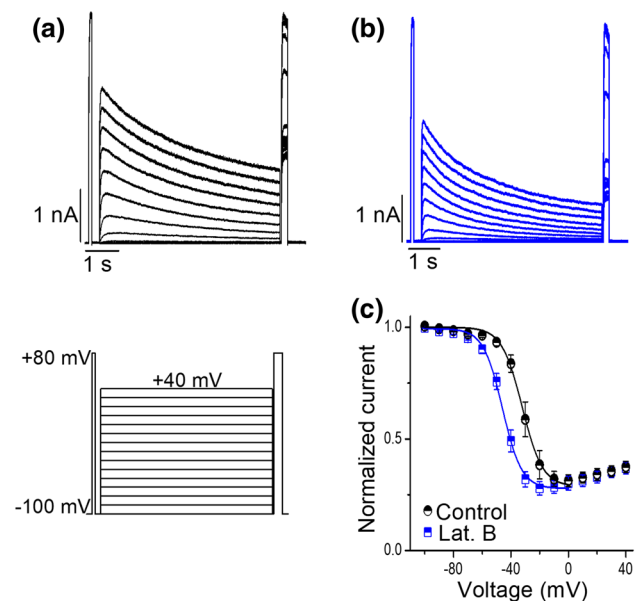 (a)
1 nA
1 s
(b)
1 nA
1 s
+80 mV
+40 mV
-100 mV
(c)
Normalized current
1.0
0.5
0.0
Control
Lat. B
-80
-40
0
40
Voltage (mV)